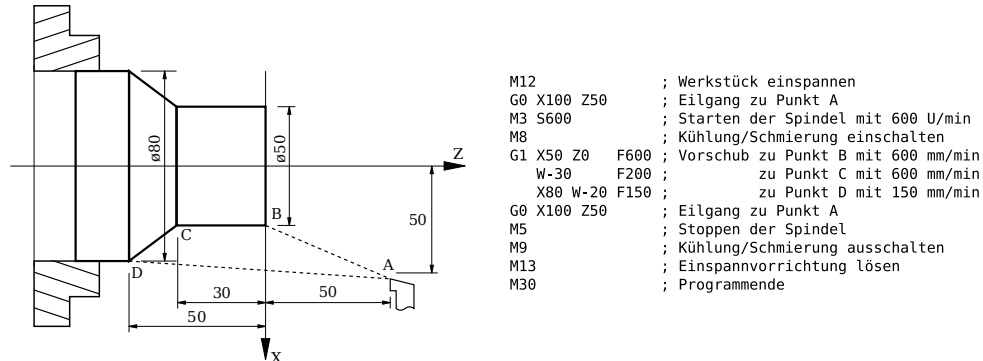 ø80
ø50
Z
B
C
50
D
A
30
50
50
X
M12 ; Werkstück einspannen
G0 X100 Z50 ; Eilgang zu Punkt A
M3 S600 ; Starten der Spindel mit 600 U/min
M8 ; Kühlung/Schmierung einschalten
G1 X50 Z0 F600 ; Vorschub zu Punkt B mit 600 mm/min
W-30 F200 ; zu Punkt C mit 600 mm/min
X80 W-20 F150 ; zu Punkt D mit 150 mm/min
G0 X100 Z50 ; Eilgang zu Punkt A
M5 ; Stoppen der Spindel
M9 ; Kühlung/Schmierung ausschalten
M13 ; Einspannvorrichtung lösen
M30 ; Programmende